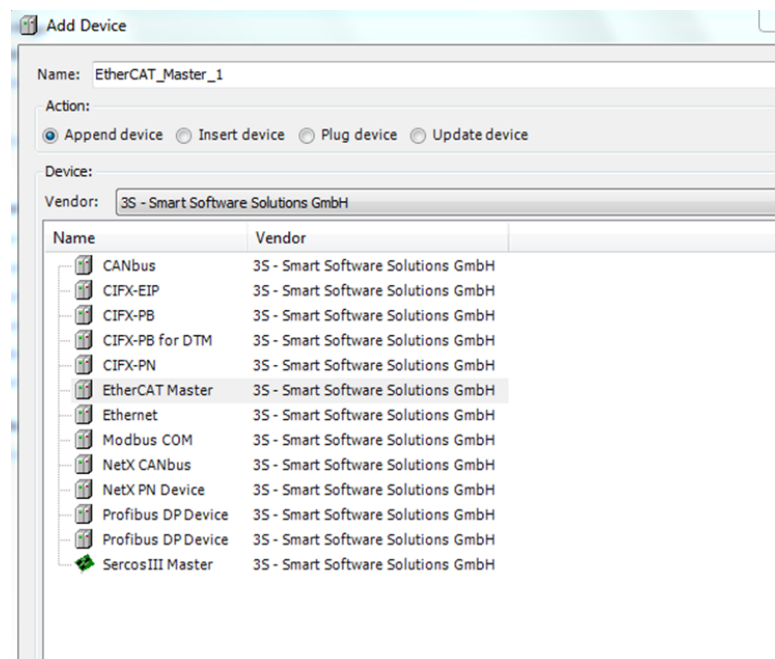 Add Device
Name: EtherCAT_Master_1
Action:
Append device Insert device Plug device Update device
Device:
Vendor: 3S - Smart Software Solutions GmbH
Name Vendor
CANbus 3S - Smart Software Solutions GmbH
CIFX-EIP 3S - Smart Software Solutions GmbH
CIFX-PB 3S - Smart Software Solutions GmbH
CIFX-PB for DTM 3S - Smart Software Solutions GmbH
CIFX-PN 3S - Smart Software Solutions GmbH
EtherCAT Master 3S - Smart Software Solutions GmbH
Ethernet 3S - Smart Software Solutions GmbH
Modbus COM 3S - Smart Software Solutions GmbH
NetX CANbus 3S - Smart Software Solutions GmbH
NetX PN Device 3S - Smart Software Solutions GmbH
Profibus DP Device 3S - Smart Software Solutions GmbH
Profibus DP Device 3S - Smart Software Solutions GmbH
SercosIII Master 3S - Smart Software Solutions GmbH